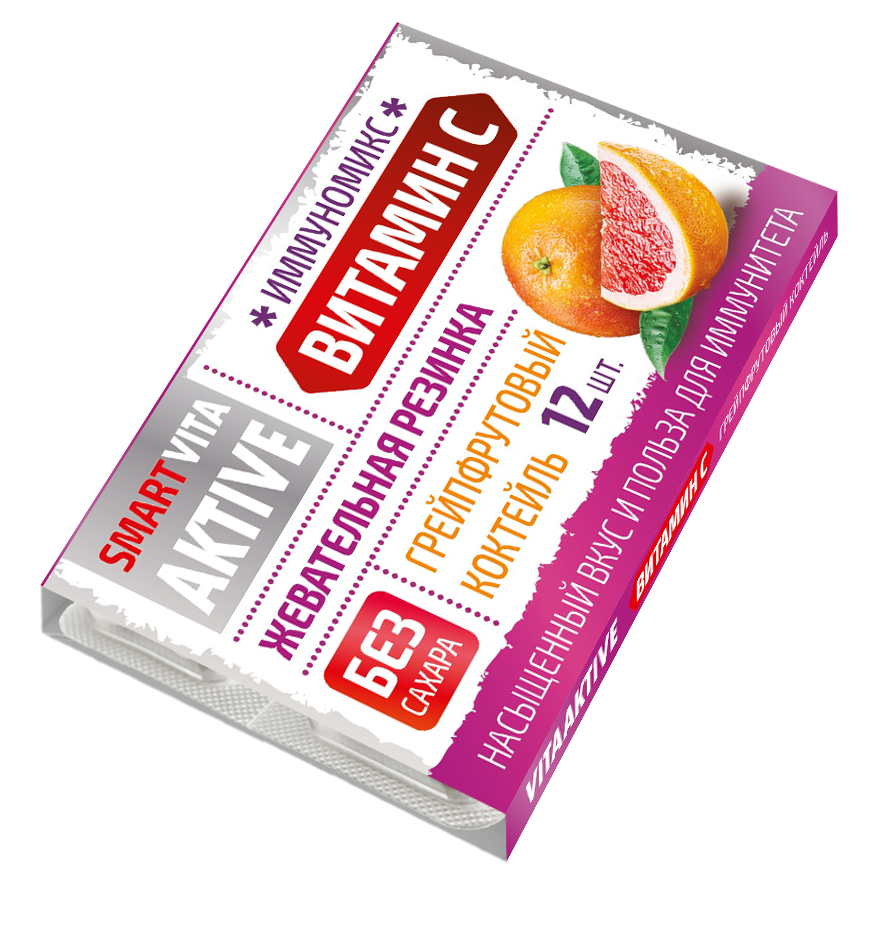 * ИММУНОМИКС *
ВИТАМИН С
SMART VITA
AKTIVE
ЖЕВАТЕЛЬНАЯ РЕЗИНКА
ГРЕЙПФРУТОВЫЙ
КОКТЕЙЛЬ
12 ШТ.
БЕЗ
САХАРА
НАСЫЩЕННЫЙ ВКУС И ПОЛЬЗА ДЛЯ ИММУНИТЕТА
VITA AKTIVE ВИТАМИН С ГРЕЙПФРУТОВЫЙ КОКТЕЙЛЬ